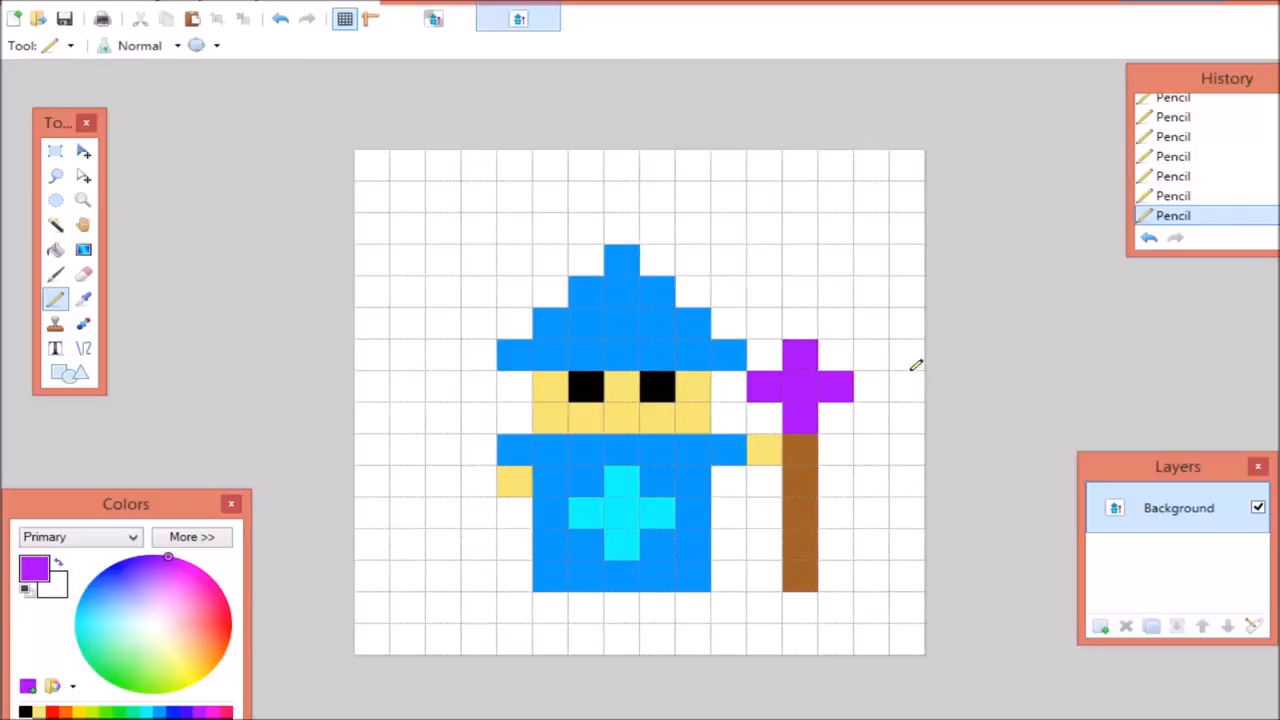 Tool:
Normal
To...
History
Pencil
Pencil
Pencil
Pencil
Pencil
Pencil
Pencil
Colors
Primary
More >>
Layers
Background